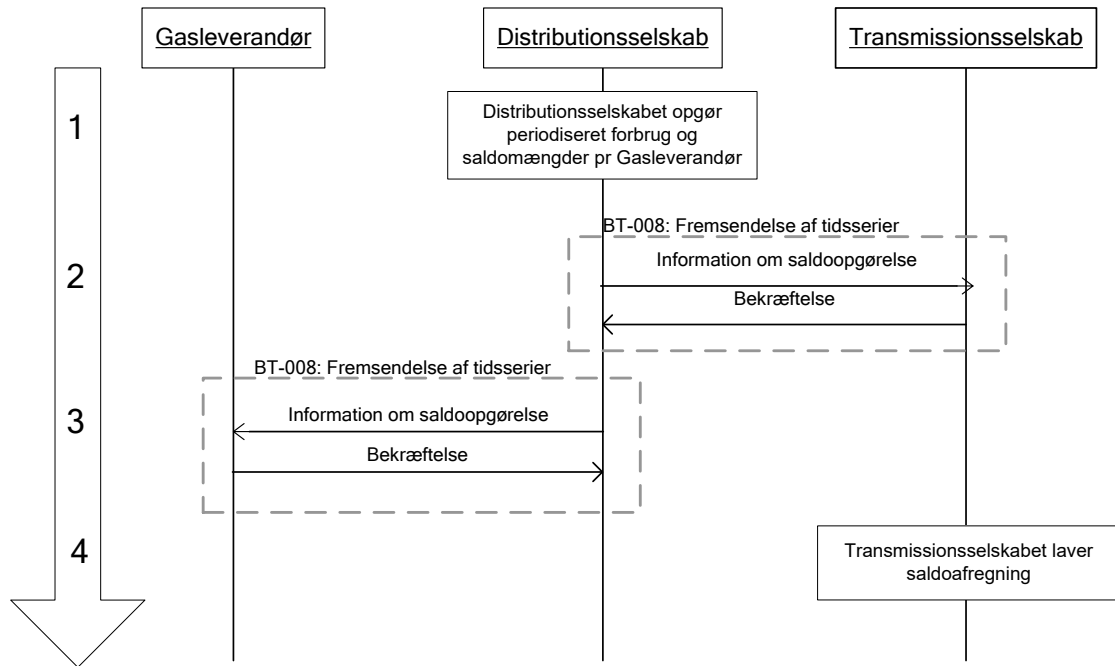 Gasleverandør
Distributionsselskab
Transmissionsselskab
1
Distributionsselskabet opgør
periodiseret forbrug og
saldomængder pr Gasleverandør
BT-008: Fremsendelse af tidsserier
2
Information om saldoopgørelse
Bekræftelse
BT-008: Fremsendelse af tidsserier
3
Information om saldoopgørelse
Bekræftelse
4
Transmissionsselskabet laver
saldoafregning